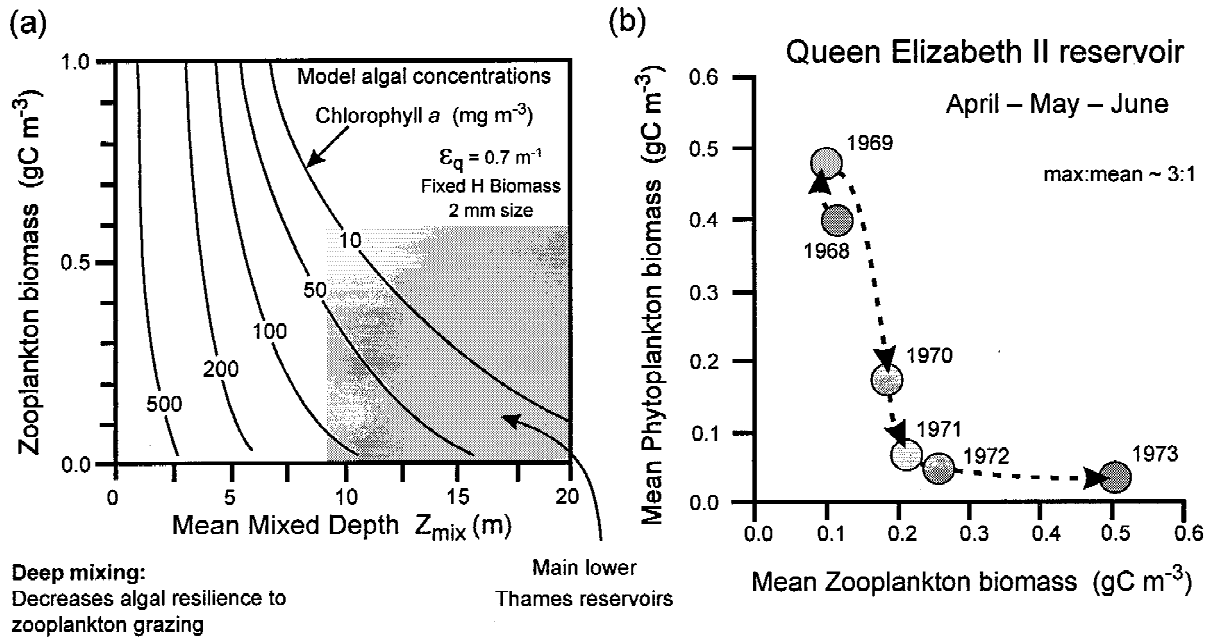 (a)
1.0
0.5
0.0
Zooplankton biomass (gC m-3)
Model algal concentrations
Chlorophyll a (mg m-3)
εq = 0.7 m-1
Fixed H Biomass
2 mm size
10
50
100
200
500
0 5 10 15 20
Mean Mixed Depth Zmix (m)
Deep mixing:
Decreases algal resilience to
zooplankton grazing
Main lower
Thames reservoirs
(b)
Queen Elizabeth II reservoir
April – May – June
max:mean ~ 3:1
0.6
0.5
0.4
0.3
0.2
0.1
0.0
Mean Phytoplankton biomass (gC m-3)
1969
1968
1970
1971
1972
1973
0.0 0.1 0.2 0.3 0.4 0.5 0.6
Mean Zooplankton biomass (gC m-3)